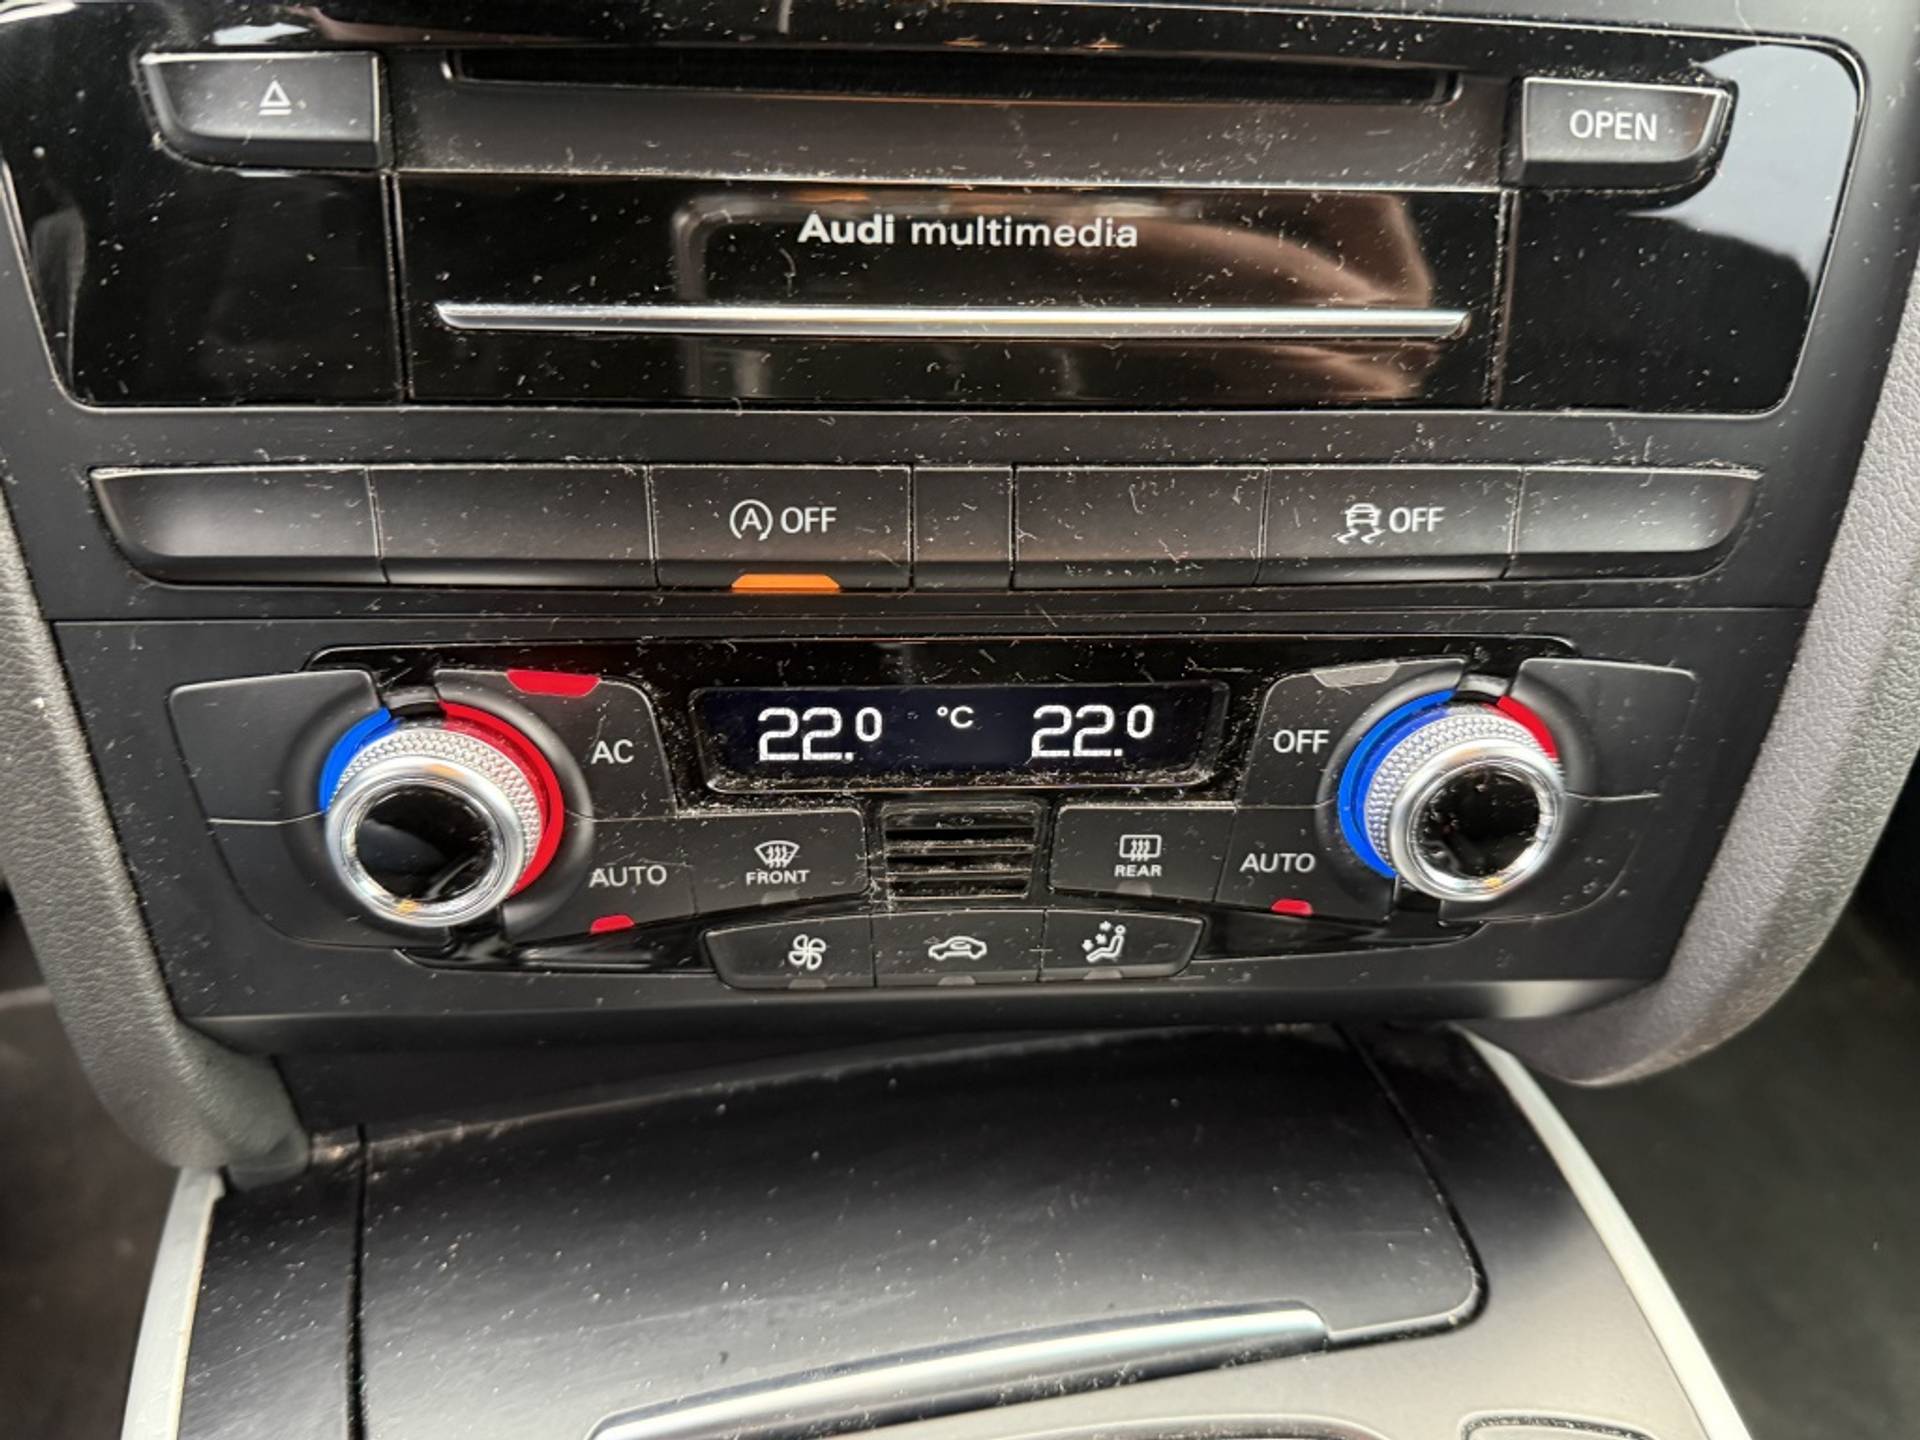 OPEN
Audi multimedia
A OFF
OFF
AC
22.0 °C 22.0
OFF
AUTO
FRONT
REAR
AUTO